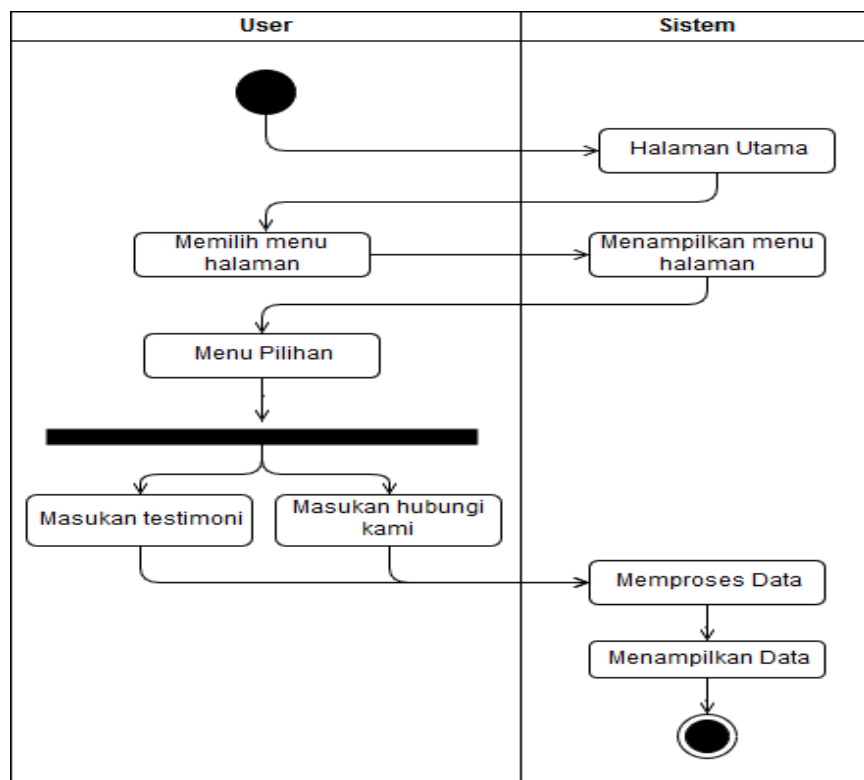 User
Sistem
Halaman Utama
Memilih menu
halaman
Menampilkan menu
halaman
Menu Pilihan
Masukan testimoni
Masukan hubungi
kami
Memproses Data
Menampilkan Data